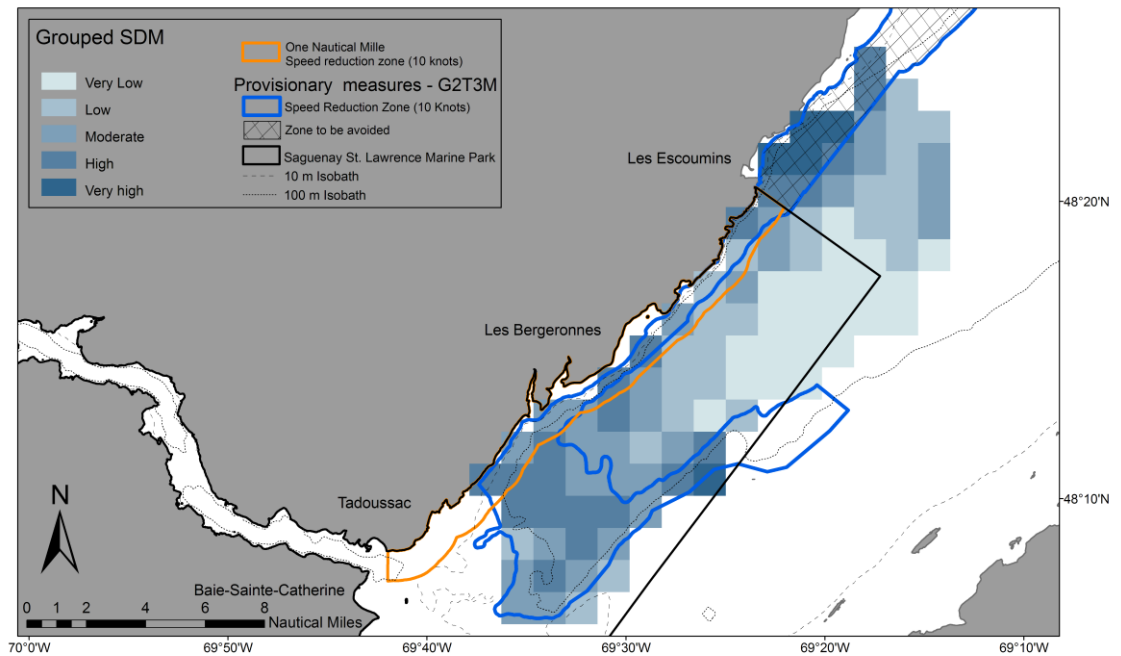 Grouped SDM
Very Low
Low
Moderate
High
Very high
One Nautical Mille
Speed reduction zone (10 knots)
Provisionary measures - G2T3M
Speed Reduction Zone (10 Knots)
Zone to be avoided
Saguenay St. Lawrence Marine Park
10 m Isobath
100 m Isobath
Les Escoumins
48°20'N
Les Bergeronnes
N
Tadoussac
48°10'N
Baie-Sainte-Catherine
0 1 2 4 6 8
Nautical Miles
70°0'W 69°50'W 69°40'W 69°30'W 69°20'W 69°10'W